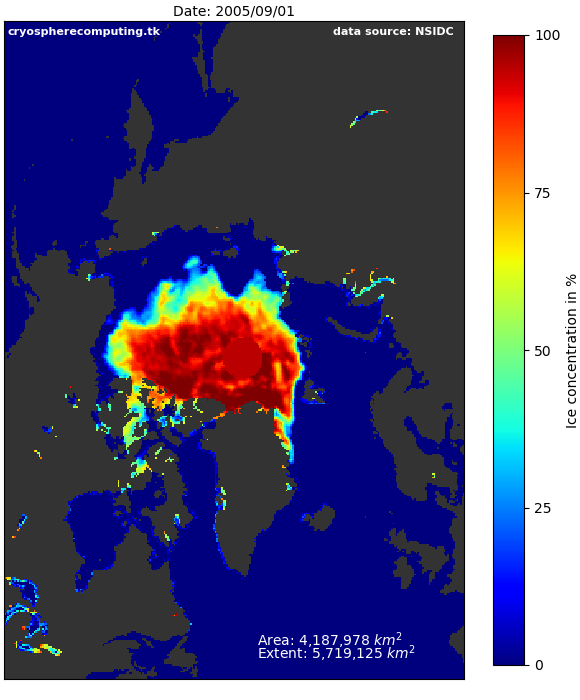 Date: 2005/09/01
cryospherecomputing.tk data source: NSIDC
100
75
50
25
0
Ice concentration in %
Area: 4,187,978 km²
Extent: 5,719,125 km²